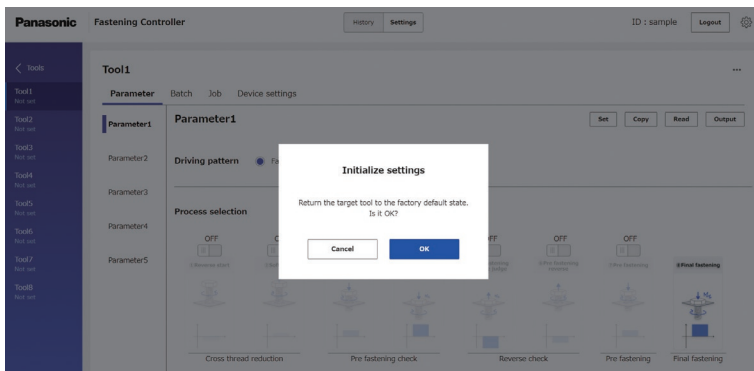 Panasonic Fastening Controller History Settings ID : sample Logout
Tools
Tool1
Not set
Tool2
Not set
Tool3
Not set
Tool4
Not set
Tool5
Not set
Tool6
Not set
Tool7
Not set
Tool8
Not set
Tool1
Parameter Batch Job Device settings
Parameter1
Parameter2
Parameter3
Parameter4
Parameter5
Parameter1 Set Copy Read Output
Driving pattern
Process selection
OFF OFF OFF
Pre fastening
Final fastening
Cross thread reduction Pre fastening check Reverse check Pre fastening Final fastening
Initialize settings
Return the target tool to the factory default state.
Is it OK?
Cancel OK